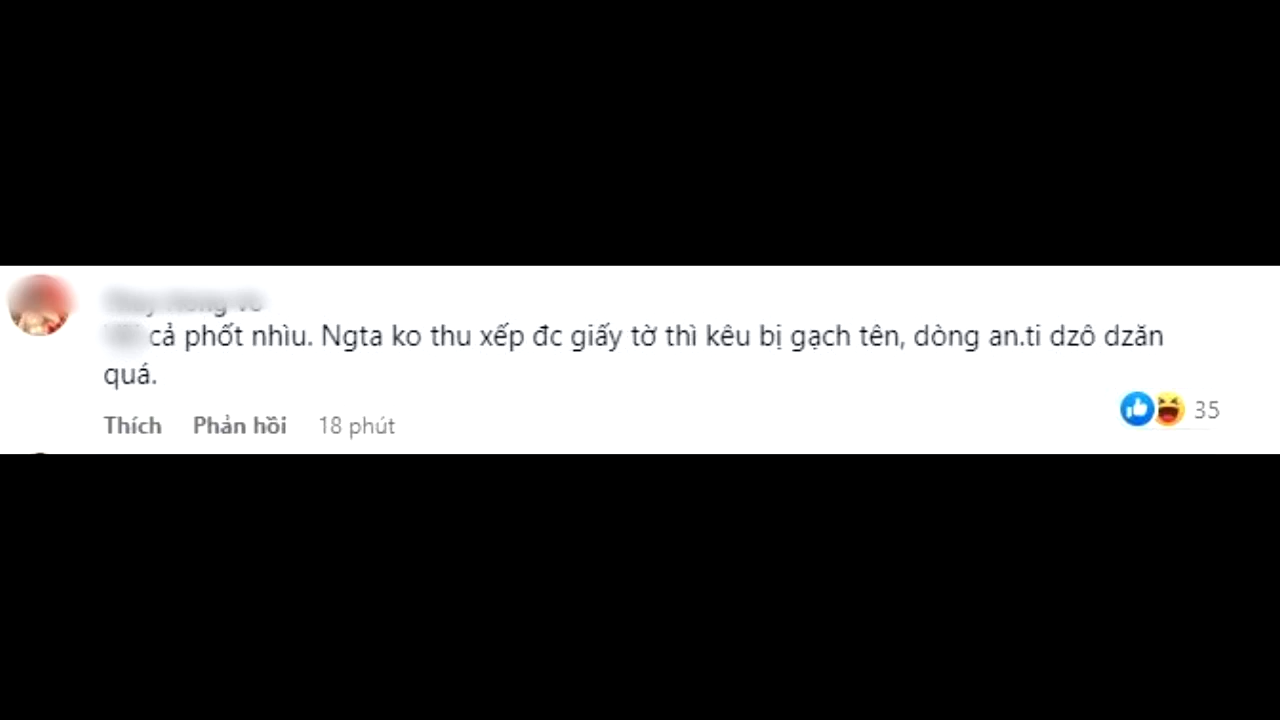 cả phốt nhìu. Ngta ko thu xếp đc giấy tờ thì kêu bị gạch tên, dòng an.ti dzô dzăn
quá.
Thích Phản hồi 18 phút
35